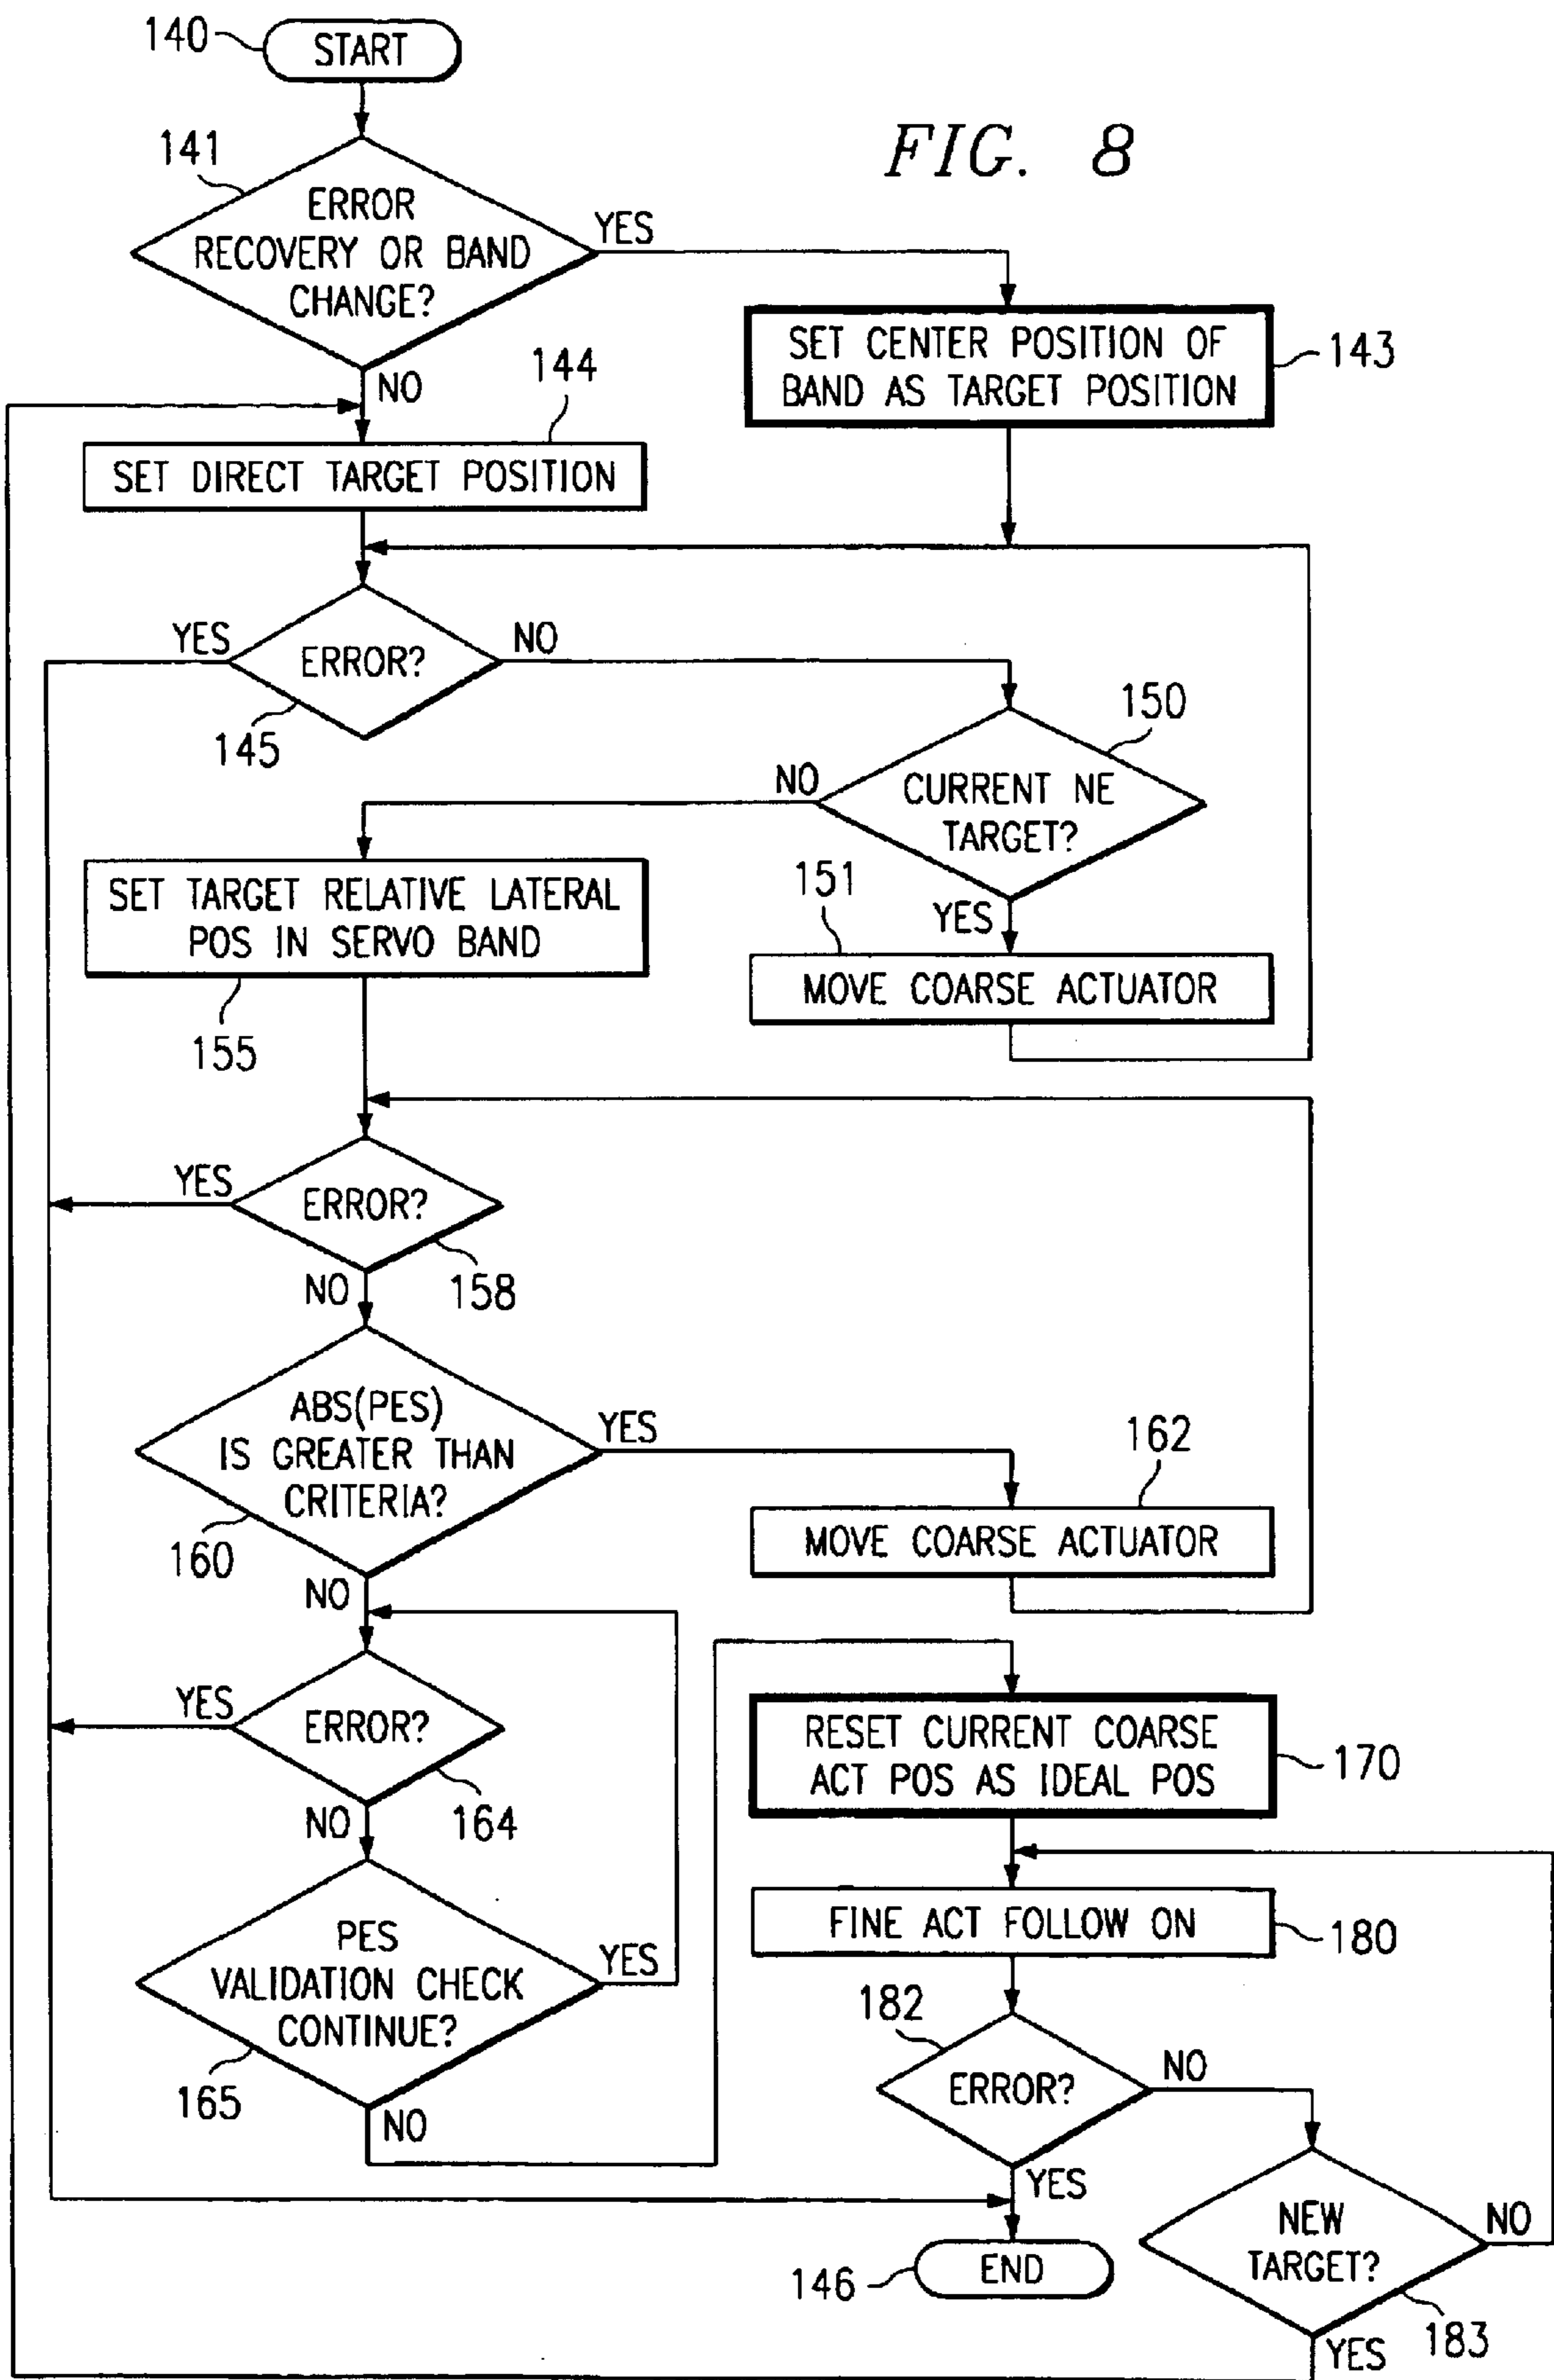 140
START
FIG. 8
141
ERROR
RECOVERY OR BAND
CHANGE?
YES
NO
SET CENTER POSITION OF
BAND AS TARGET POSITION
143
144
SET DIRECT TARGET POSITION
YES
ERROR?
NO
145
150
CURRENT NE
TARGET?
NO
YES
151
MOVE COARSE ACTUATOR
SET TARGET RELATIVE LATERAL
POS IN SERVO BAND
155
YES
ERROR?
158
NO
ABS(PES)
IS GREATER THAN
CRITERIA?
YES
160
NO
162
MOVE COARSE ACTUATOR
YES
ERROR?
164
NO
PES
VALIDATION CHECK
CONTINUE?
YES
165
NO
RESET CURRENT COARSE
ACT POS AS IDEAL POS
170
FINE ACT FOLLOW ON
180
182
ERROR?
NO
YES
END
146
NEW
TARGET?
NO
183
YES